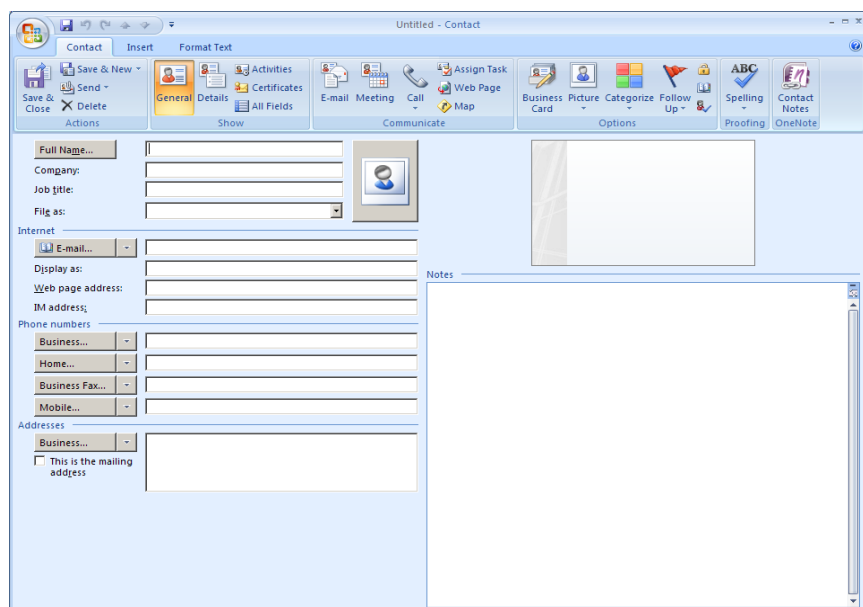 Untitled - Contact
Contact Insert Format Text
Save & Close
Save & New
Send
Delete
Actions
General
Details
Activities
Certificates
All Fields
Show
E-mail
Meeting
Call
Assign Task
Web Page
Map
Communicate
Business Card
Picture
Categorize
Follow Up
Options
ABC
Spelling
Proofing
Contact Notes
OneNote
Full Name...
Company:
Job title:
File as:
Internet
E-mail...
Display as:
Web page address:
IM address:
Phone numbers
Business...
Home...
Business Fax...
Mobile...
Addresses
Business...
This is the mailing
address
Notes